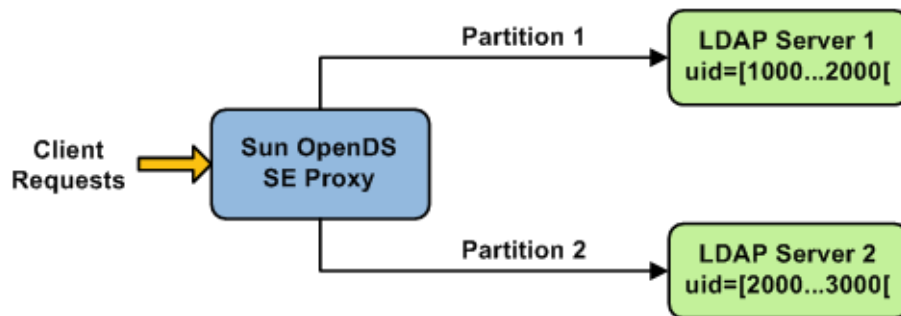 Partition 1
LDAP Server 1
uid=[1000...2000[
Client
Requests
Sun OpenDS
SE Proxy
Partition 2
LDAP Server 2
uid=[2000...3000[